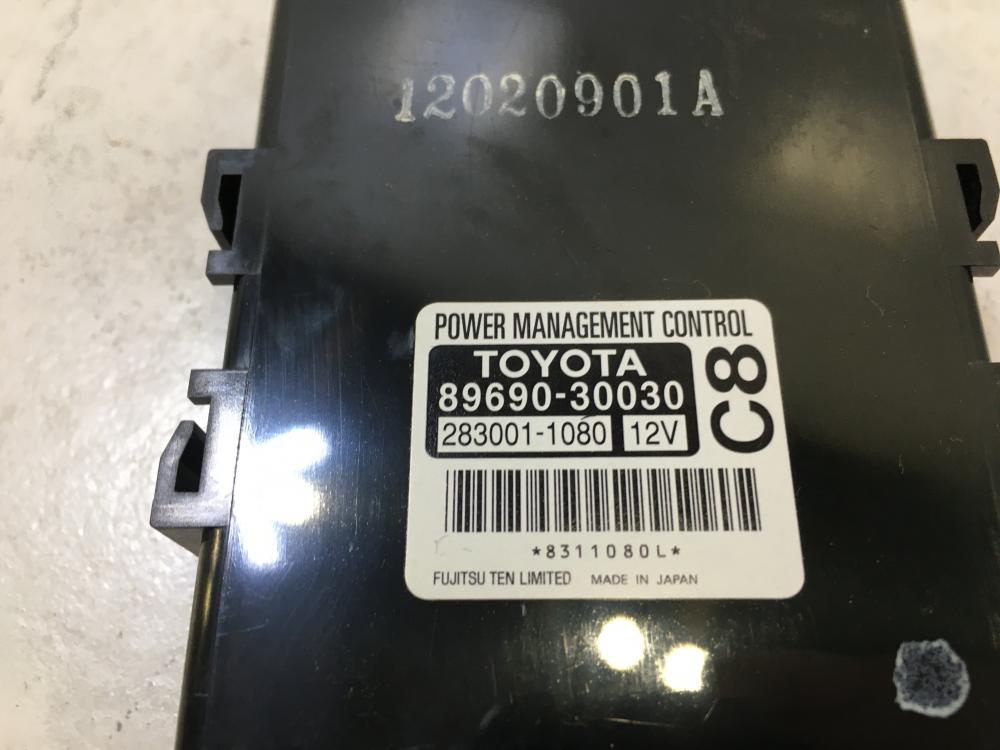 12020901A
POWER MANAGEMENT CONTROL
TOYOTA
89690-30030
283001-1080 12V
C8
*8311080L*
FUJITSU TEN LIMITED MADE IN JAPAN